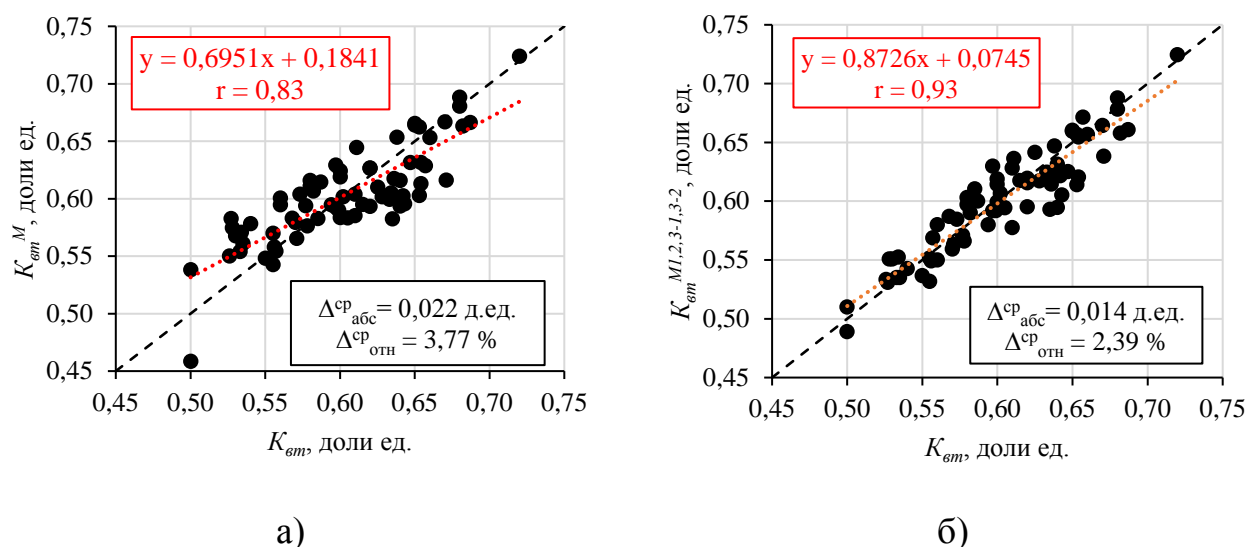 0,75
0,70
0,65
0,60
0,55
0,50
0,45
0,45 0,50 0,55 0,60 0,65 0,70 0,75
K_вт^М, доли ед.
K_вт, доли ед.
y = 0,6951x + 0,1841
r = 0,83
Δ^ср_абс= 0,022 д.ед.
Δ^ср_отн = 3,77 %
а)
0,75
0,70
0,65
0,60
0,55
0,50
0,45
0,45 0,50 0,55 0,60 0,65 0,70 0,75
K_вт^М1,2,3-1,3-2, доли ед.
K_вт, доли ед.
y = 0,8726x + 0,0745
r = 0,93
Δ^ср_абс= 0,014 д.ед.
Δ^ср_отн = 2,39 %
б)